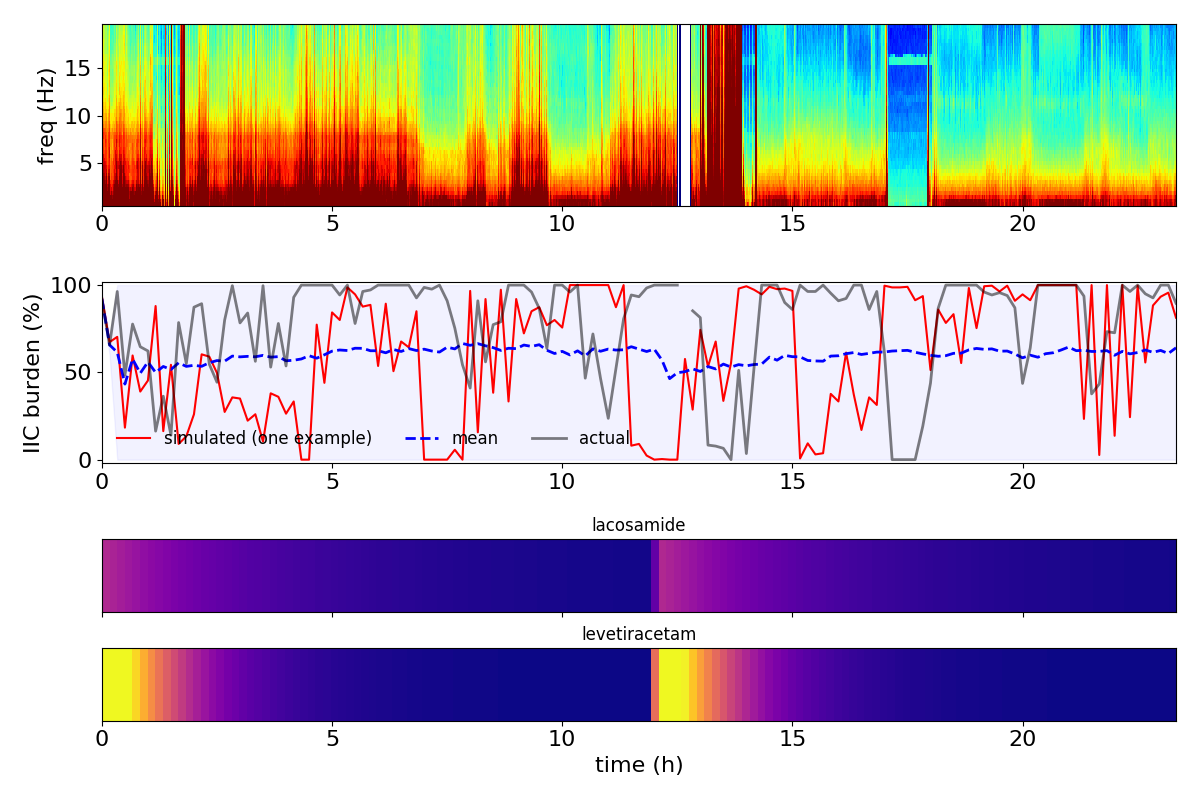 freq (Hz)
15
10
5
0 5 10 15 20
IIC burden (%)
100
50
0
simulated (one example) mean actual
0 5 10 15 20
lacosamide
levetiracetam
0 5 10 15 20
time (h)